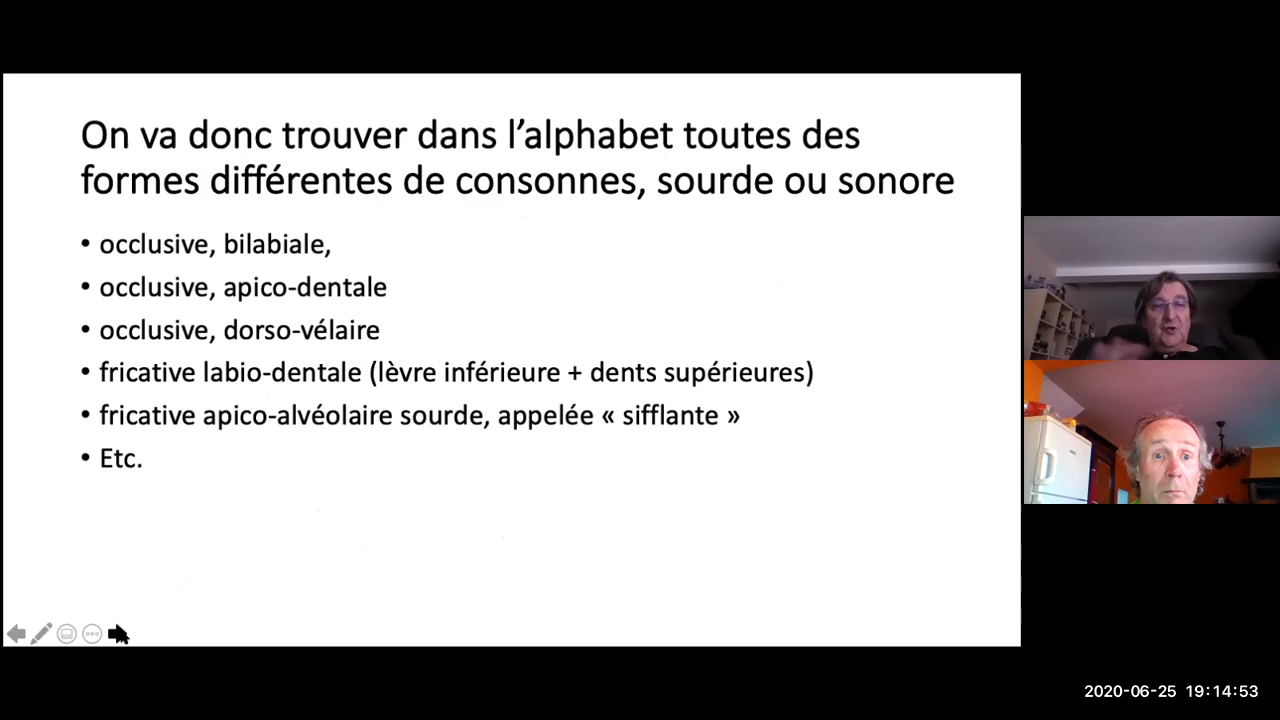 On va donc trouver dans l’alphabet toutes des
formes différentes de consonnes, sourde ou sonore
• occlusive, bilabiale,
• occlusive, apico-dentale
• occlusive, dorso-vélaire
• fricative labio-dentale (lèvre inférieure + dents supérieures)
• fricative apico-alvéolaire sourde, appelée « sifflante »
• Etc.
2020-06-25 19:14:53